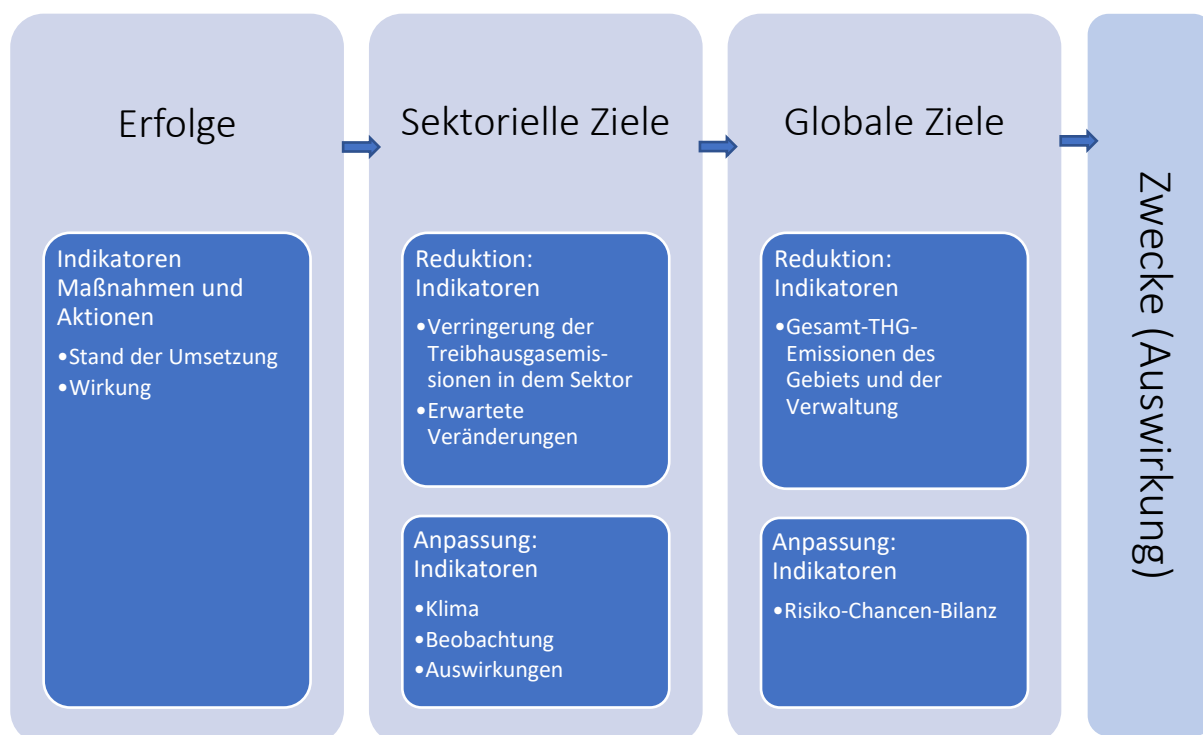 Erfolge
Indikatoren
Maßnahmen und
Aktionen
•Stand der Umsetzung
•Wirkung
Sektorielle Ziele
Reduktion:
Indikatoren
•Verringerung der
Treibhausgasemis-
sionen in dem Sektor
•Erwartete
Veränderungen
Anpassung:
Indikatoren
•Klima
•Beobachtung
•Auswirkungen
Globale Ziele
Reduktion:
Indikatoren
•Gesamt-THG-
Emissionen des
Gebiets und der
Verwaltung
Anpassung:
Indikatoren
•Risiko-Chancen-Bilanz
Zwecke (Auswirkung)